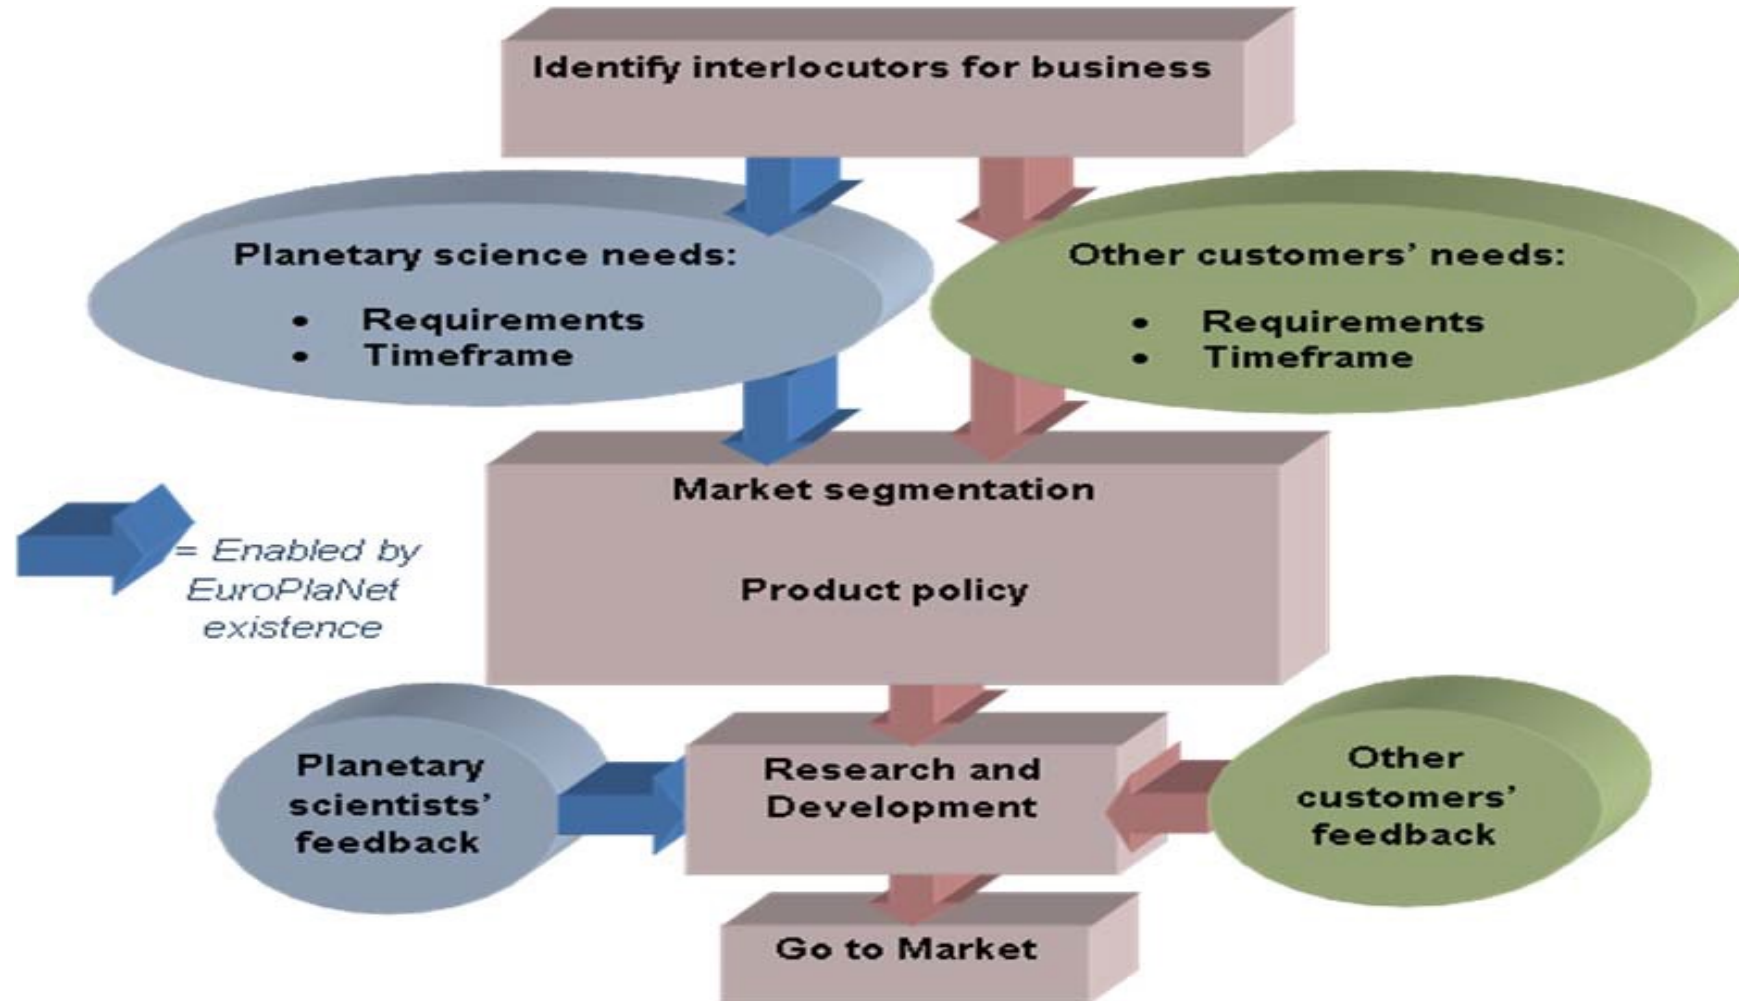 Identify interlocutors for business
Planetary science needs:
• Requirements
• Timeframe
Other customers' needs:
• Requirements
• Timeframe
Market segmentation
Product policy
= Enabled by
EuroPlaNet
existence
Planetary
scientists'
feedback
Research and
Development
Other
customers'
feedback
Go to Market